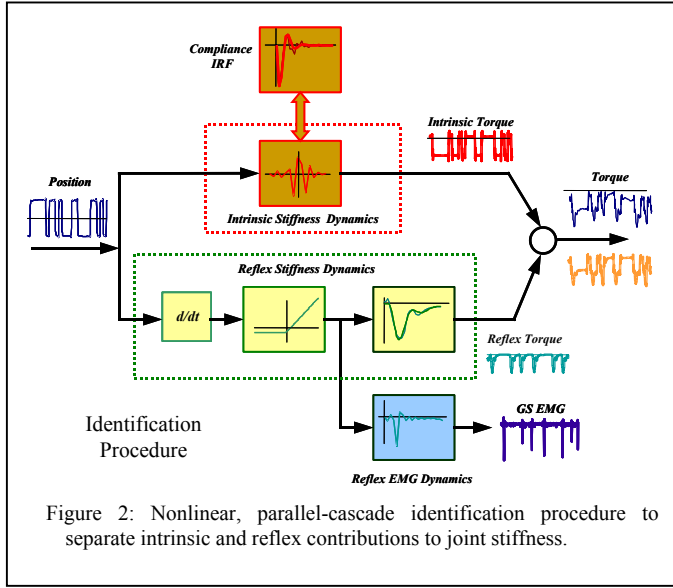 Compliance
IRF
Intrinsic Torque
Position
Torque
Intrinsic Stiffness Dynamics
Reflex Stiffness Dynamics
d/dt
Reflex Torque
Identification
Procedure
GS EMG
Reflex EMG Dynamics
Figure 2: Nonlinear, parallel-cascade identification procedure to
separate intrinsic and reflex contributions to joint stiffness.